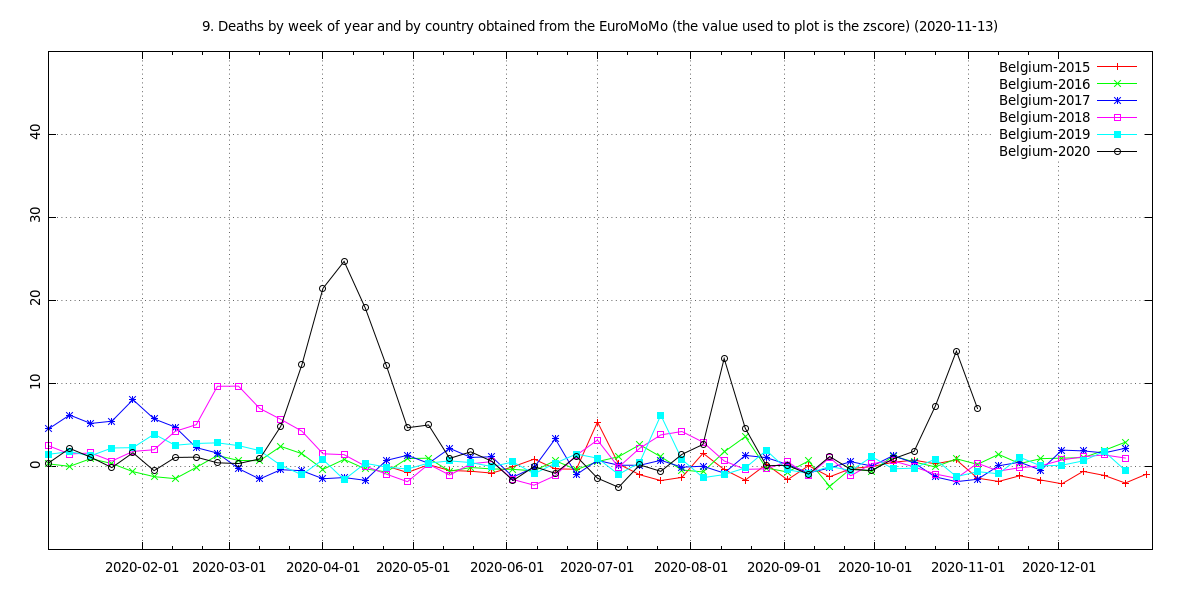 9. Deaths by week of year and by country obtained from the EuroMoMo (the value used to plot is the zscore) (2020-11-13)
Belgium-2015
Belgium-2016
Belgium-2017
Belgium-2018
Belgium-2019
Belgium-2020
40
30
20
10
0
2020-02-01 2020-03-01 2020-04-01 2020-05-01 2020-06-01 2020-07-01 2020-08-01 2020-09-01 2020-10-01 2020-11-01 2020-12-01